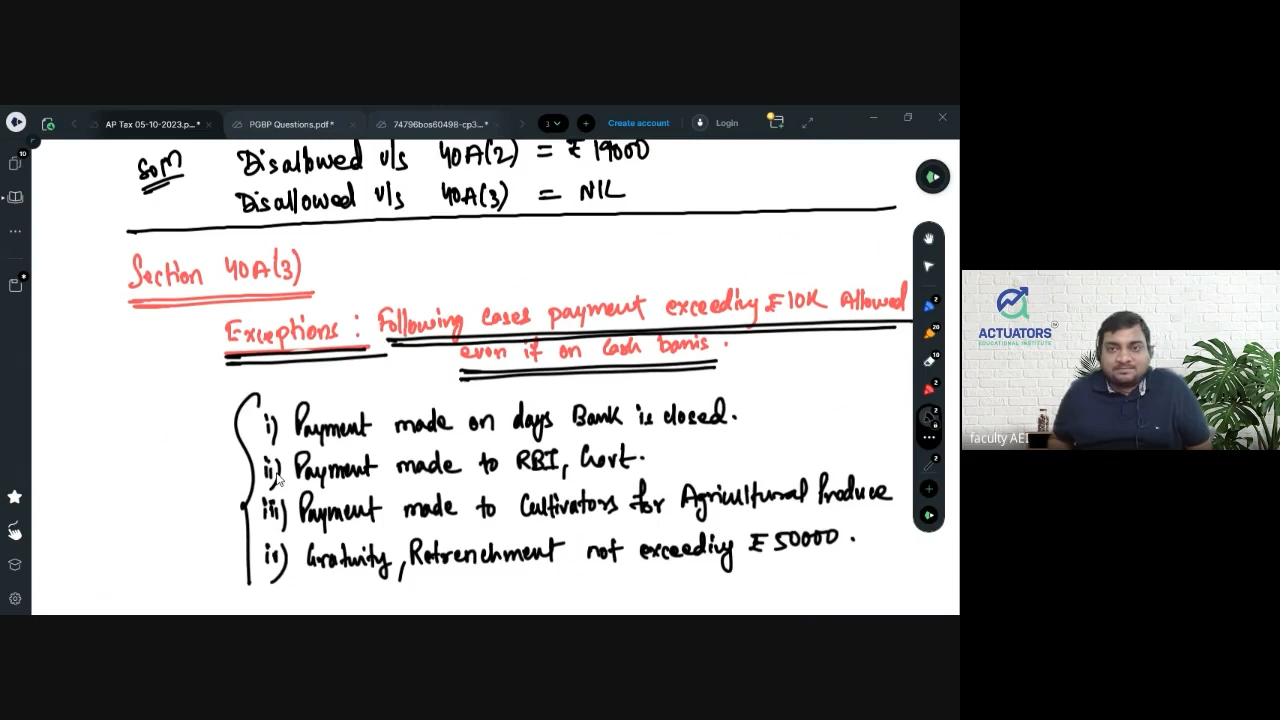 AP Tax 05-10-2023.p...*
PGBP Questions.pdf*
74796bos60498-cp3...*
3
Create account
Login
Soln Disallowed u/s 40A(2) = ₹19000
Disallowed u/s 40A(3) = NIL
Section 40A(3)
Exceptions : Following cases payment exceeding ₹10K Allowed
even if on Cash basis.
i) Payment made on days Bank is closed.
ii) Payment made to RBI, Govt.
iii) Payment made to Cultivators for Agricultural Produce
iv) Gratuity, Retrenchment not exceeding ₹50000.
ACTUATORS
EDUCATIONAL INSTITUTE
faculty AEI